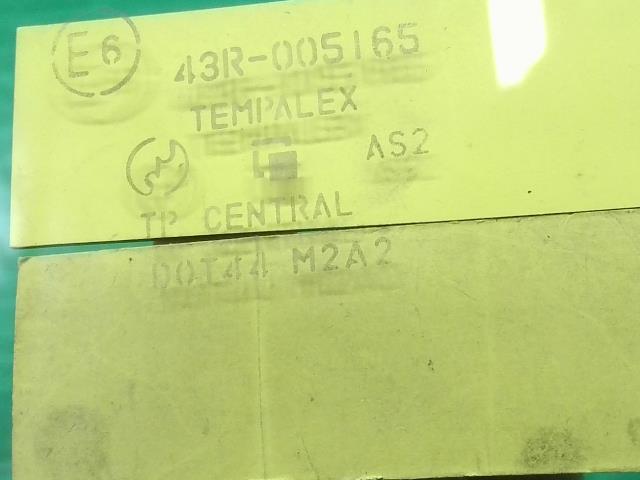 E6
43R-005165
TEMPALEX
AS2
TP CENTRAL
DOT44 M2A2